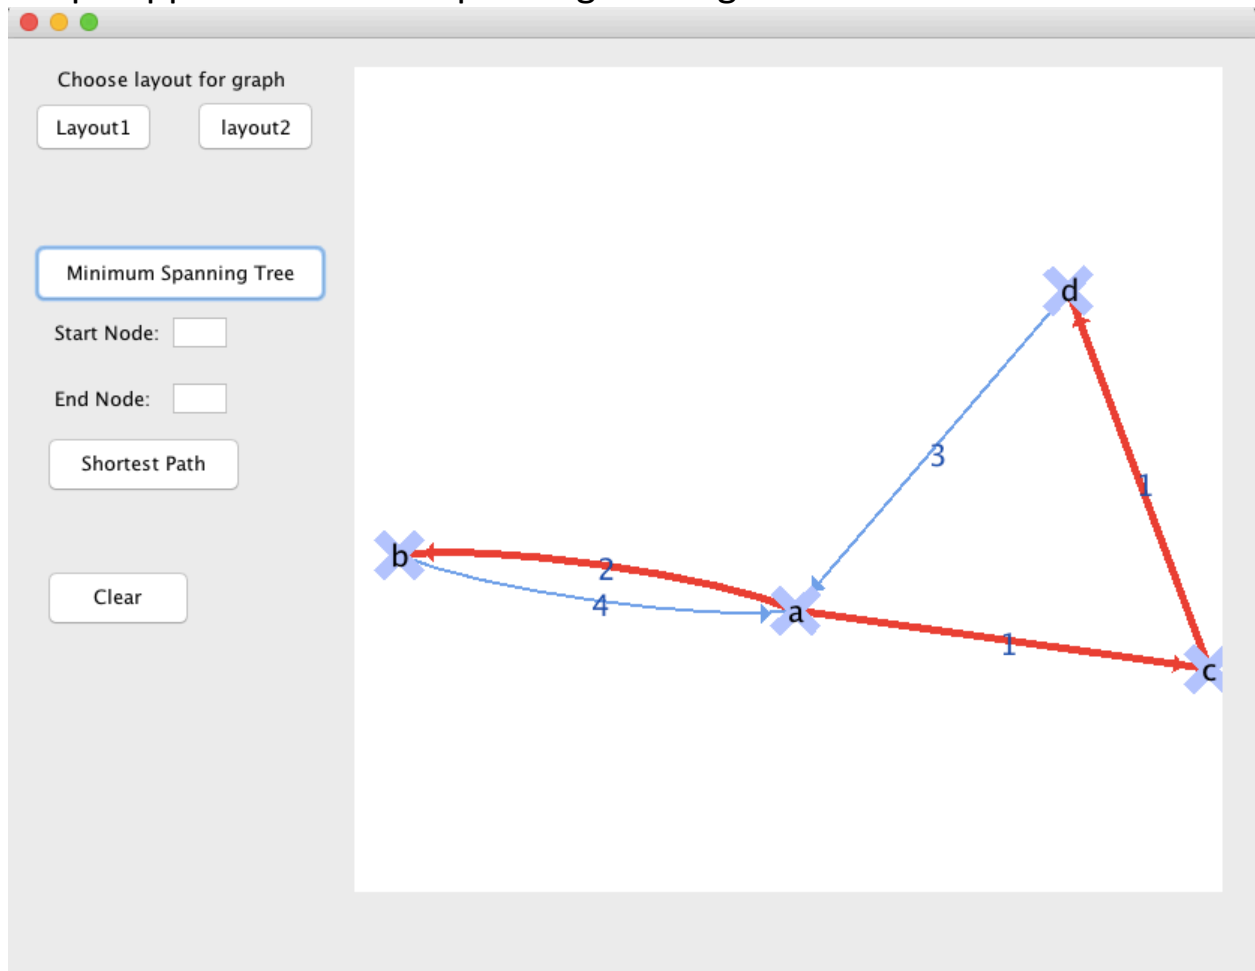 Choose layout for graph
Layout1 layout2
Minimum Spanning Tree
Start Node:
End Node:
Shortest Path
Clear
d
3
1
b
2
4
a
1
c